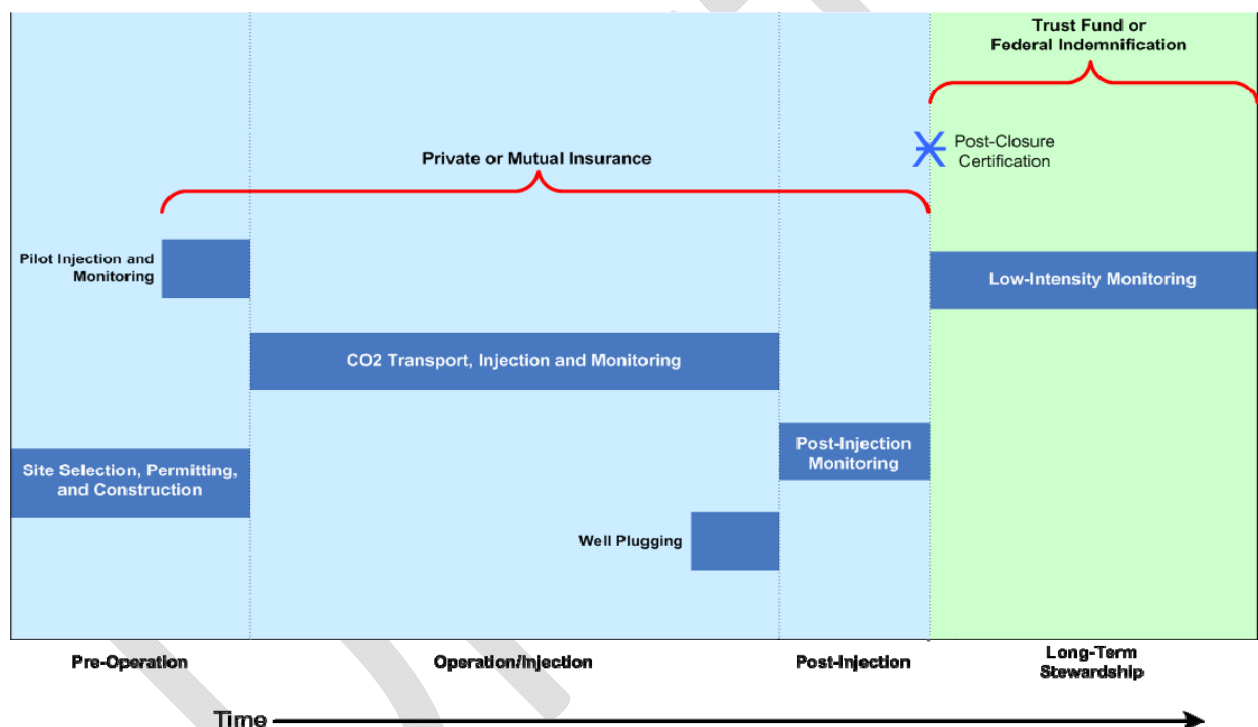 Trust Fund or
Federal Indemnification
Post-Closure
Certification
Private or Mutual Insurance
Pilot Injection and
Monitoring
Low-Intensity Monitoring
CO2 Transport, Injection and Monitoring
Post-Injection
Monitoring
Site Selection, Permitting,
and Construction
Well Plugging
Pre-Operation
Operation/Injection
Post-Injection
Long-Term
Stewardship
Time